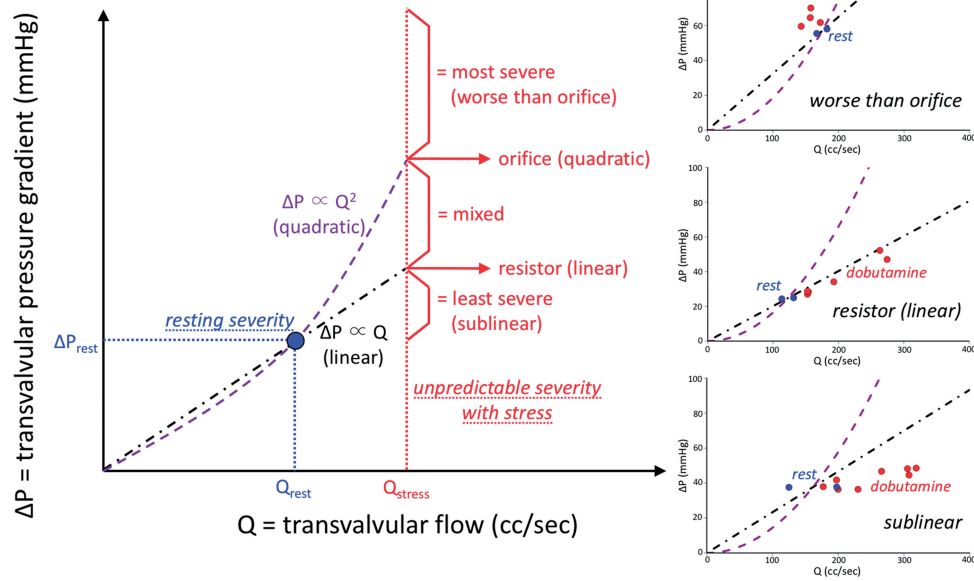 ΔP = transvalvular pressure gradient (mmHg)
= most severe
(worse than orifice)
orifice (quadratic)
ΔP ∝ Q²
(quadratic)
= mixed
resistor (linear)
resting severity
ΔP ∝ Q
(linear)
= least severe
(sublinear)
ΔPrest
unpredictable severity
with stress
Qrest
Qstress
Q = transvalvular flow (cc/sec)
ΔP (mmHg)
60
40
20
0
rest
worse than orifice
0
100
200
300
400
Q (cc/sec)
ΔP (mmHg)
100
80
60
40
20
0
rest
dobutamine
resistor (linear)
0
100
200
300
400
Q (cc/sec)
ΔP (mmHg)
100
80
60
40
20
0
rest
dobutamine
sublinear
0
100
200
300
400
Q (cc/sec)